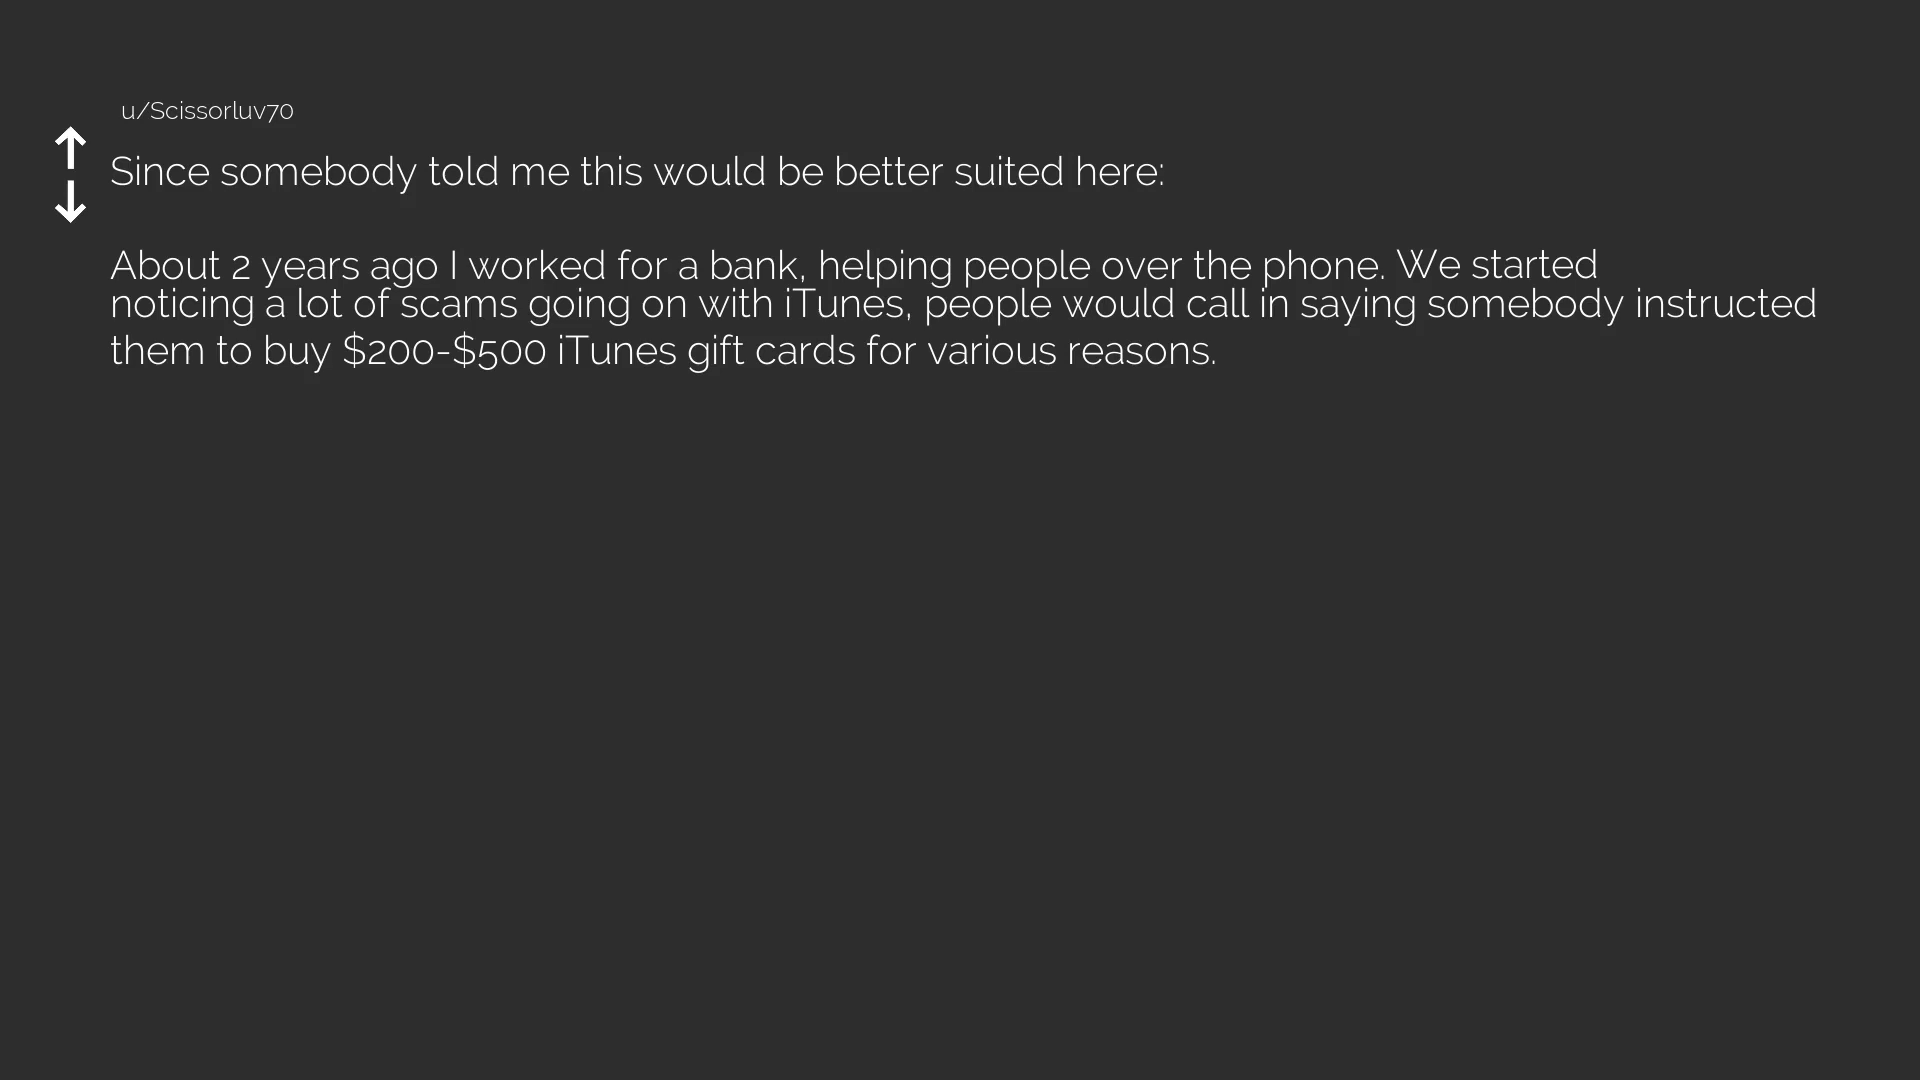 u/Scissorluv70
Since somebody told me this would be better suited here:
About 2 years ago I worked for a bank, helping people over the phone. We started
noticing a lot of scams going on with iTunes, people would call in saying somebody instructed
them to buy $200-$500 iTunes gift cards for various reasons.